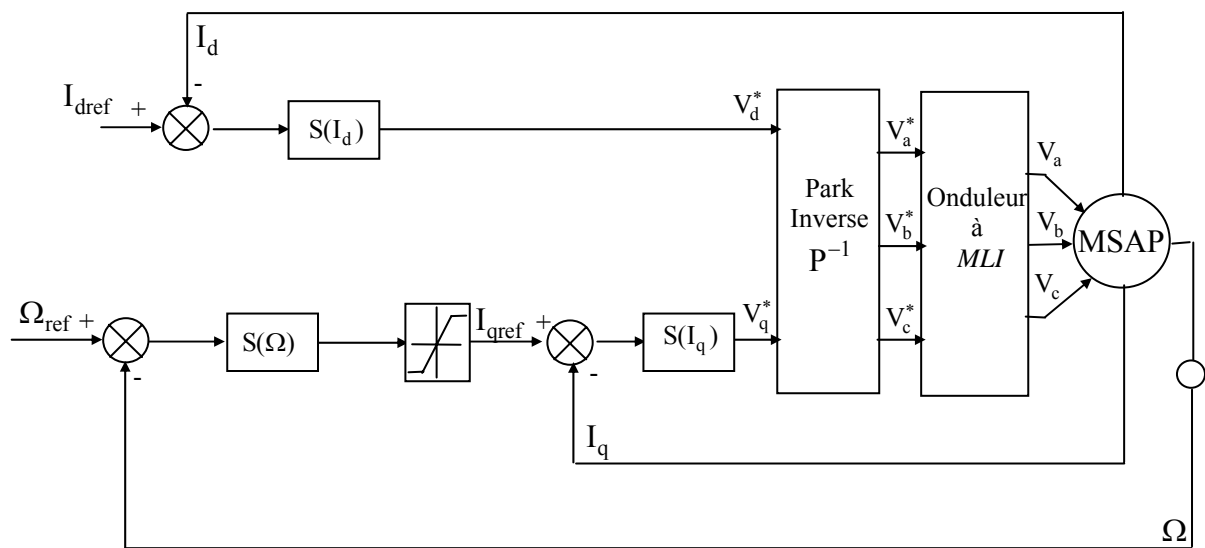 I_d
-
I_dref +
S(I_d)
V_d^*
Park
Inverse
P^−1
V_a^*
V_b^*
V_c^*
Onduleur
à
MLI
V_a
V_b
V_c
MSAP
Ω_ref +
-
S(Ω)
I_qref +
-
S(I_q)
V_q^*
I_q
Ω